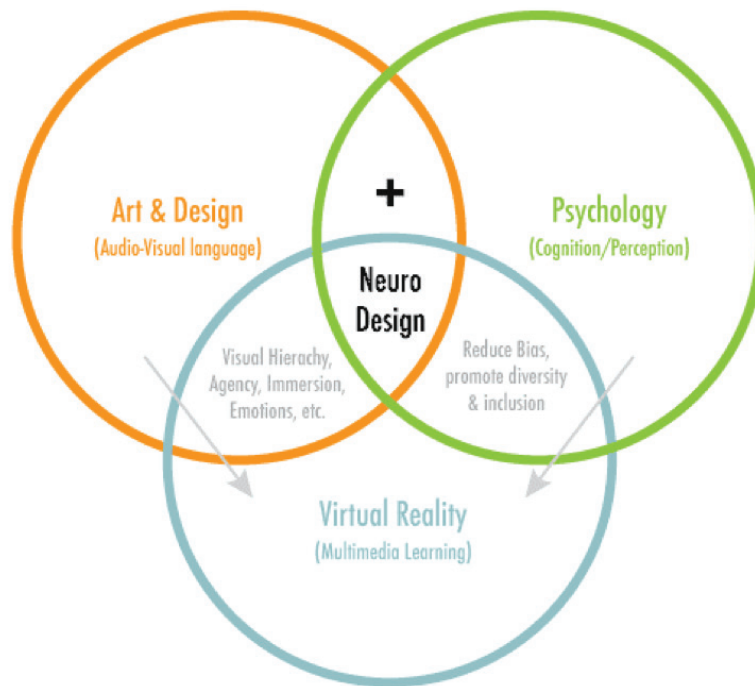 +
Art & Design
(Audio-Visual language)
Psychology
(Cognition/Perception)
Neuro
Design
Visual Hierachy,
Agency, Immersion,
Emotions, etc.
Reduce Bias,
promote diversity
& inclusion
Virtual Reality
(Multimedia Learning)